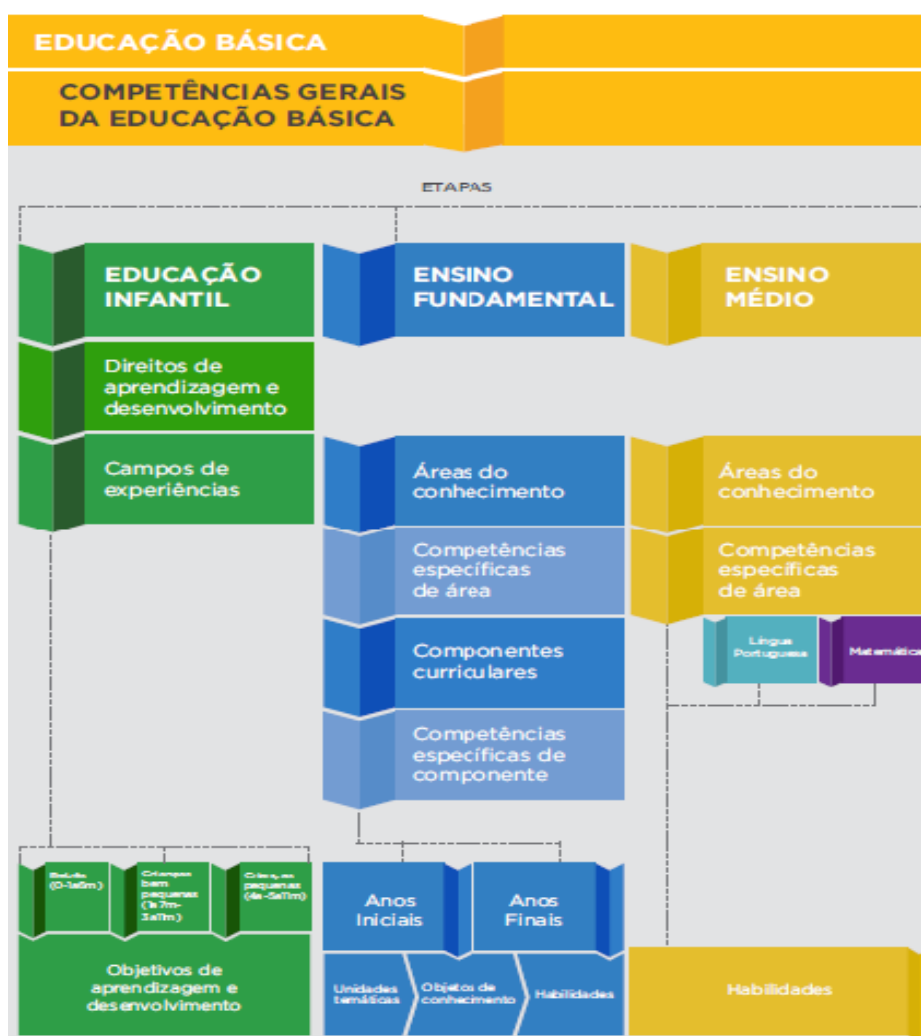 EDUCAÇÃO BÁSICA
COMPETÊNCIAS GERAIS
DA EDUCAÇÃO BÁSICA
ETAPAS
EDUCAÇÃO
INFANTIL
Direitos de
aprendizagem e
desenvolvimento
Campos de
experiências
ENSINO
FUNDAMENTAL
Áreas do
conhecimento
Competências
específicas
de área
Componentes
curriculares
Competências
específicas de
componente
ENSINO
MÉDIO
Áreas do
conhecimento
Competências
específicas
de área
Língua
Portuguesa
Matemática
Bebês
(0-1a6m)
Crianças
bem
pequenas
(1a7m-
3a11m)
Crianças
pequenas
(4a-5a11m)
Objetivos de
aprendizagem e
desenvolvimento
Anos
Iniciais
Anos
Finais
Unidades
temáticas
Objetos de
conhecimento
Habilidades
Habilidades